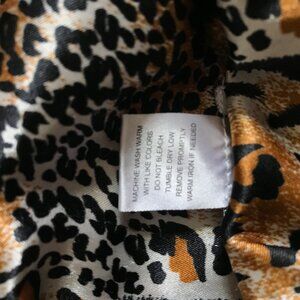 MACHINE WASH WARM
WITH LIKE COLORS
DO NOT BLEACH
TUMBLE DRY LOW
REMOVE PROMPTLY
WARM IRON IF NEEDED